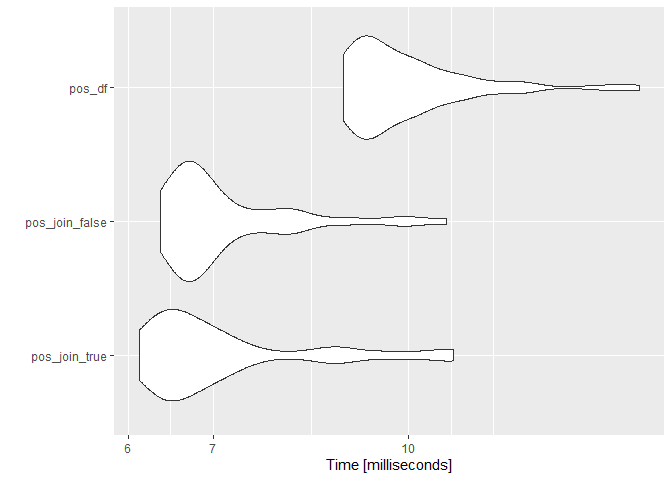 pos_df
pos_join_false
pos_join_true
6 7 10
Time [milliseconds]